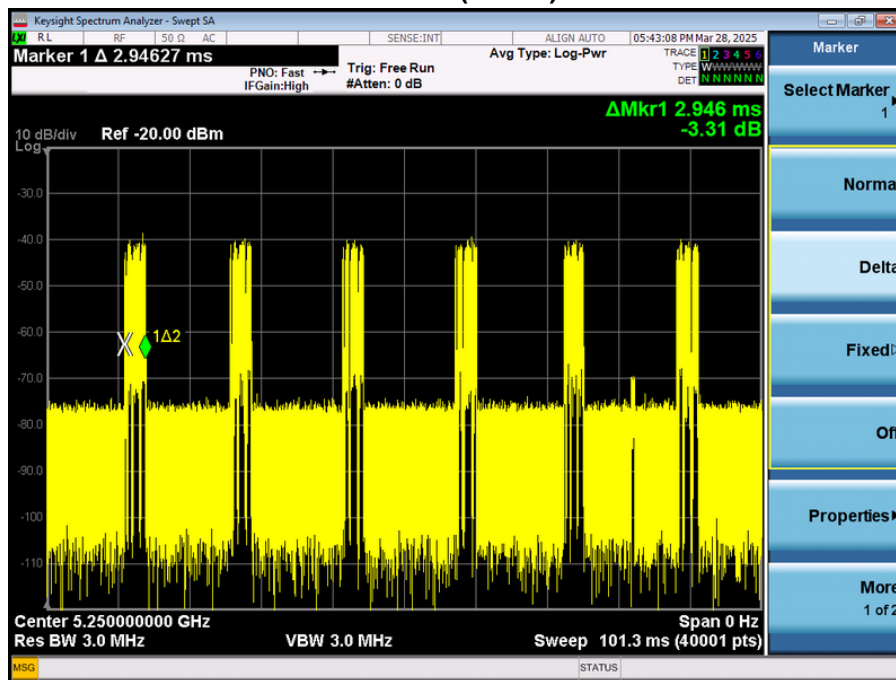 Keysight Spectrum Analyzer - Swept SA
LXI RL RF 50 Ω AC SENSE:INT ALIGN AUTO 05:43:08 PM Mar 28, 2025
Marker 1 Δ 2.94627 ms
PNO: Fast
IFGain:High
Trig: Free Run
#Atten: 0 dB
Avg Type: Log-Pwr
TRACE 1 2 3 4 5 6
TYPE W
DET N N N N N N
ΔMkr1 2.946 ms
-3.31 dB
10 dB/div Ref -20.00 dBm
Log
-30.0
-40.0
-50.0
-60.0
-70.0
-80.0
-90.0
-100
-110
1Δ2
Center 5.250000000 GHz Span 0 Hz
Res BW 3.0 MHz VBW 3.0 MHz Sweep 101.3 ms (40001 pts)
MSG STATUS
Marker
Select Marker
1
Norma
Delta
Fixed
Off
Properties
More
1 of 2